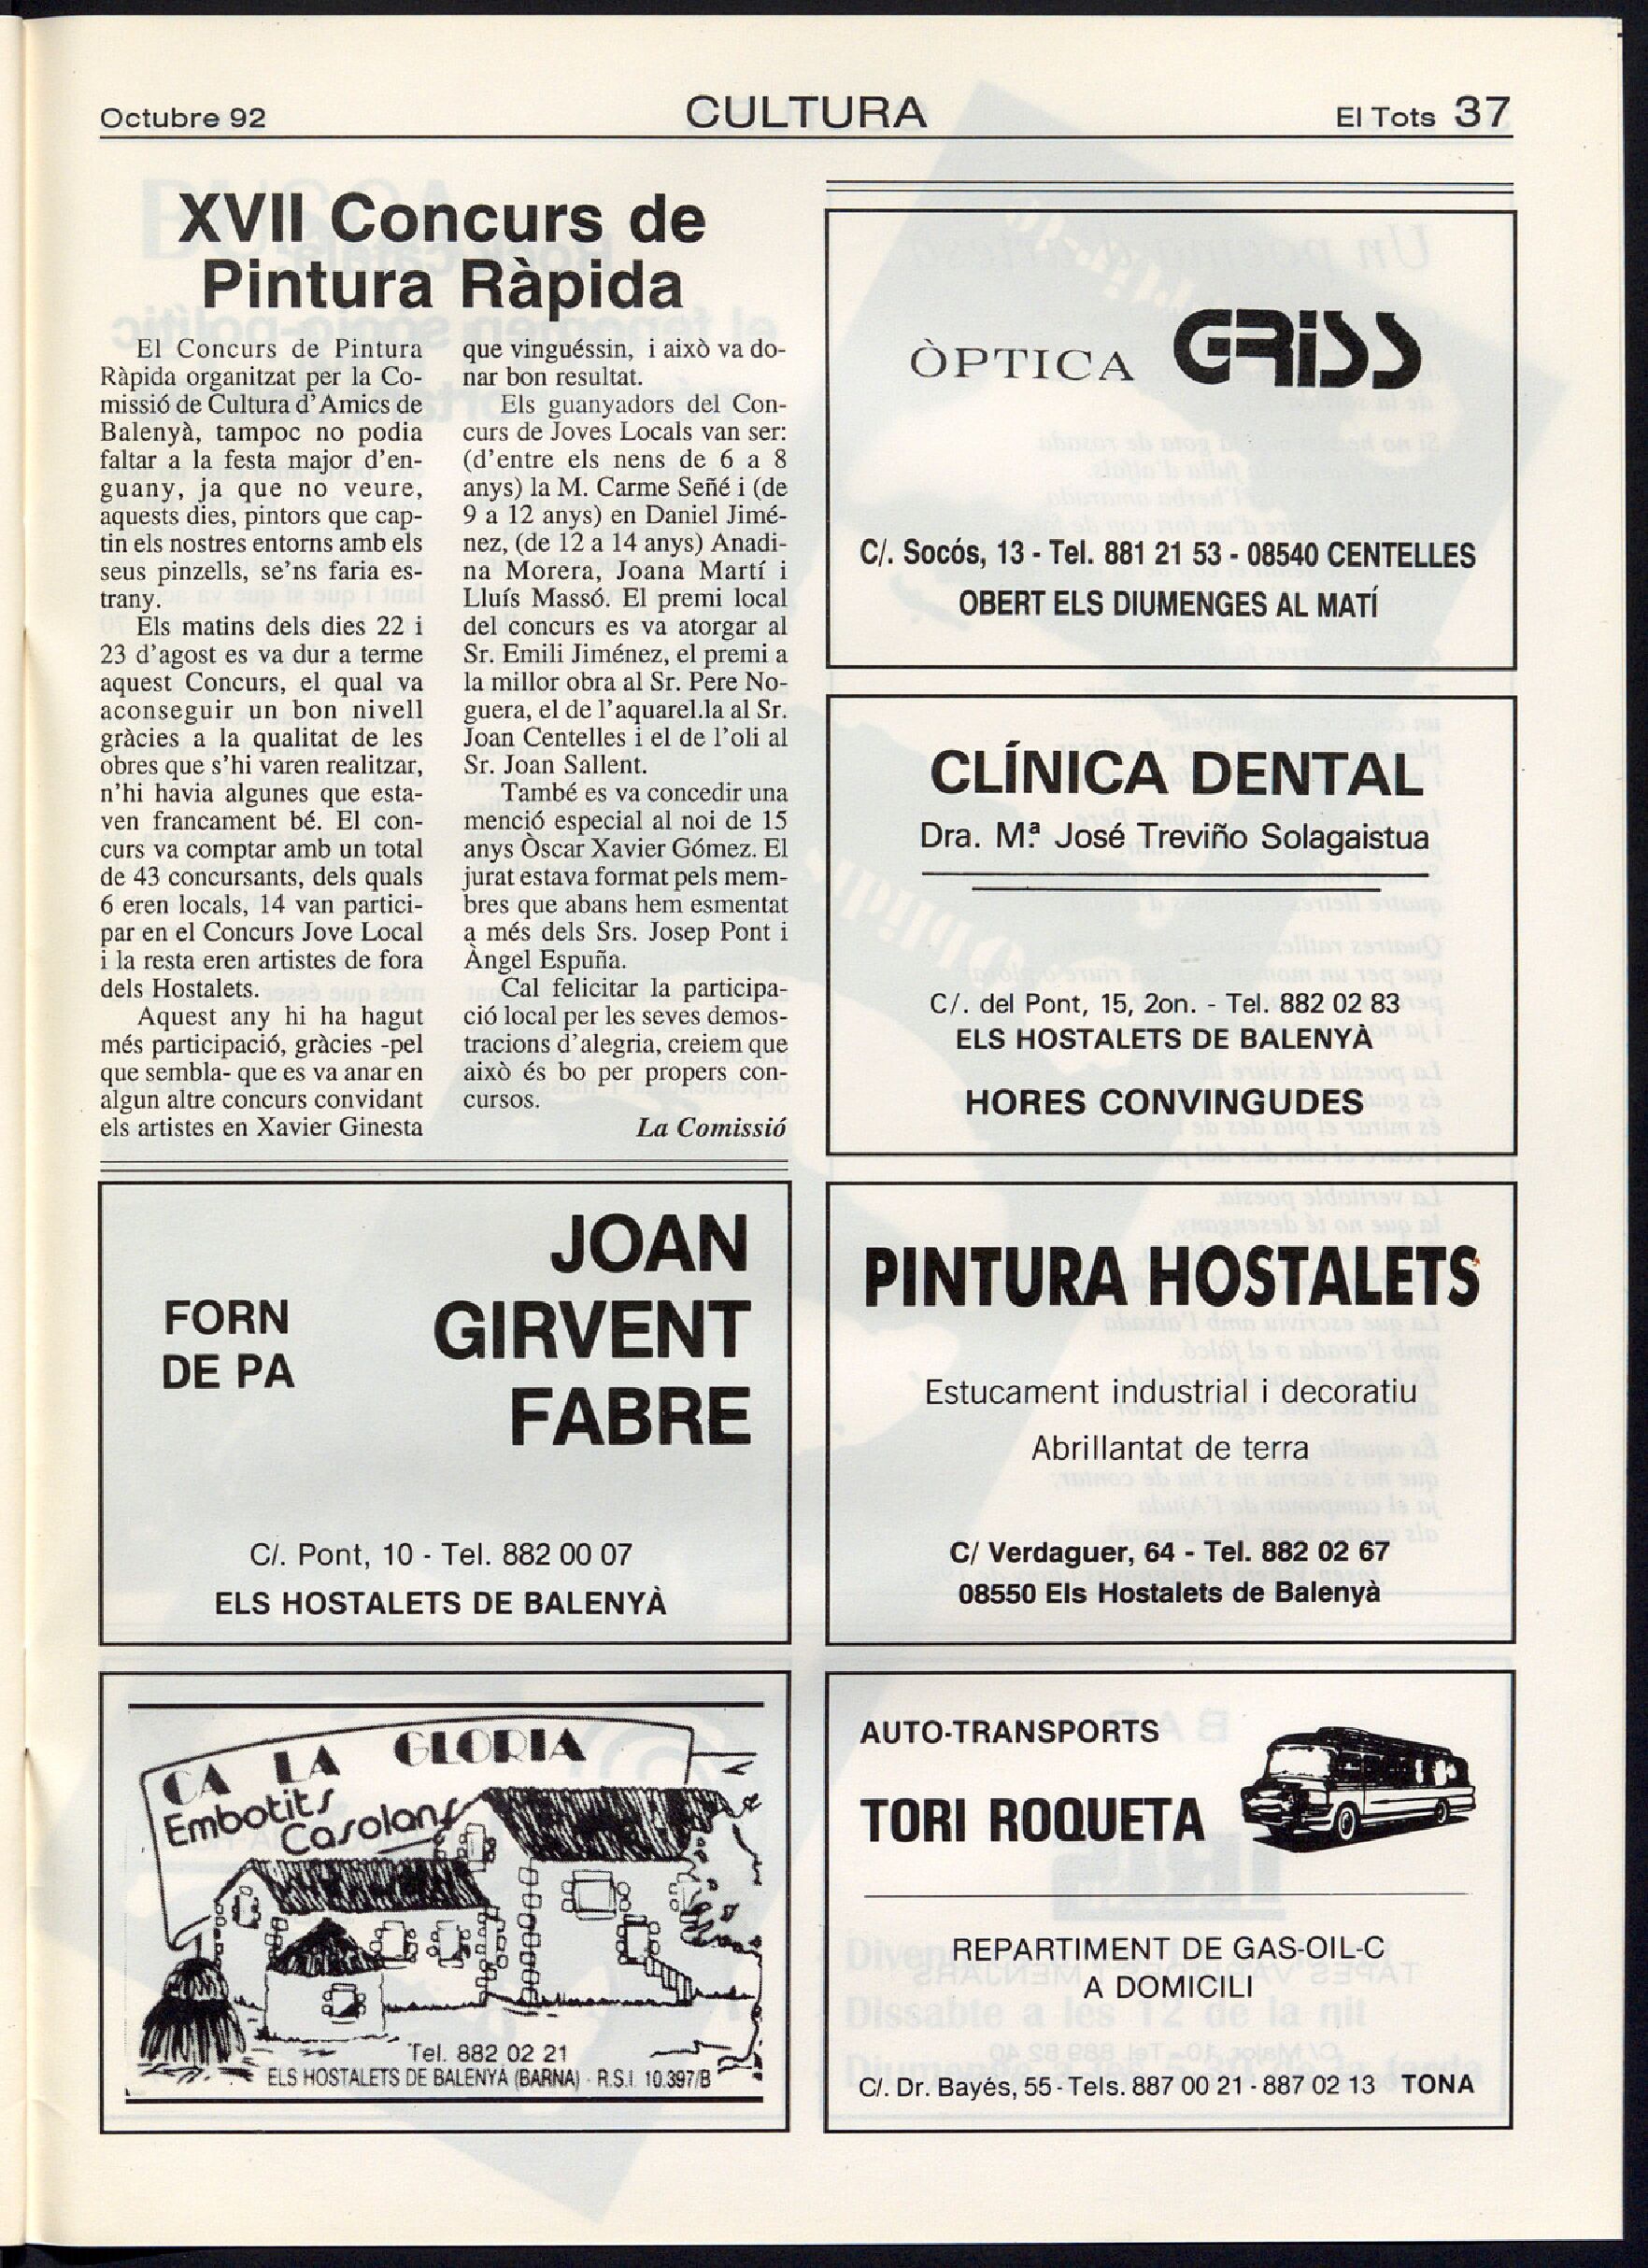 Octubre 92
CULTURA
El Tots 37
XVII Concurs de
Pintura Ràpida
El Concurs de Pintura
Ràpida organitzat per la Co-
missió de Cultura d'Amics de
Balenyà, tampoc no podia
faltar a la festa major d'en-
guany, ja que no veure,
aquests dies, pintors que cap-
tin els nostres entorns amb els
seus pinzells, se'ns faria es-
trany.
Els matins dels dies 22 i
23 d'agost es va dur a terme
aquest Concurs, el qual va
aconseguir un bon nivell
gràcies a la qualitat de les
obres que s'hi varen realitzar,
n'hi havia algunes que esta-
ven francament bé. El con-
curs va comptar amb un total
de 43 concursants, dels quals
6 eren locals, 14 van partici-
par en el Concurs Jove Local
i la resta eren artistes de fora
dels Hostalets.
Aquest any hi ha hagut
més participació, gràcies -pel
que sembla- que es va anar en
algun altre concurs convidant
els artistes en Xavier Ginesta
que vinguéssin, i això va do-
nar bon resultat.
Els guanyadors del Con-
curs de Joves Locals van ser:
(d'entre els nens de 6 a 8
anys) la M. Carme Señé i (de
9 a 12 anys) en Daniel Jimé-
nez, (de 12 a 14 anys) Anadi-
na Morera, Joana Martí i
Lluís Massó. El premi local
del concurs es va atorgar al
Sr. Emili Jiménez, el premi a
la millor obra al Sr. Pere No-
guera, el de l'aquarel.la al Sr.
Joan Centelles i el de l'oli al
Sr. Joan Sallent.
També es va concedir una
menció especial al noi de 15
anys Òscar Xavier Gómez. El
jurat estava format pels mem-
bres que abans hem esmentat
a més dels Srs. Josep Pont i
Àngel Espuña.
Cal felicitar la participa-
ció local per les seves demos-
tracions d'alegria, creiem que
això és bo per propers con-
cursos.
La Comissió
ÒPTICA GRiSS
C/. Socós, 13 - Tel. 881 21 53 - 08540 CENTELLES
OBERT ELS DIUMENGES AL MATÍ
CLÍNICA DENTAL
Dra. Mª José Treviño Solagaistua
C/. del Pont, 15, 2on. - Tel. 882 02 83
ELS HOSTALETS DE BALENYÀ
HORES CONVINGUDES
FORN
DE PA
JOAN
GIRVENT
FABRE
C/. Pont, 10 - Tel. 882 00 07
ELS HOSTALETS DE BALENYÀ
PINTURA HOSTALETS
Estucament industrial i decoratiu
Abrillantat de terra
C/ Verdaguer, 64 - Tel. 882 02 67
08550 Els Hostalets de Balenyà
CA LA GLORIA
Embotits
Casolans
Tel. 882 02 21
ELS HOSTALETS DE BALENYÀ (BARNA) - R.S.I. 10.397/B
AUTO-TRANSPORTS
TORI ROQUETA
REPARTIMENT DE GAS-OIL-C
A DOMICILI
C/. Dr. Bayés, 55 - Tels. 887 00 21 - 887 02 13 TONA